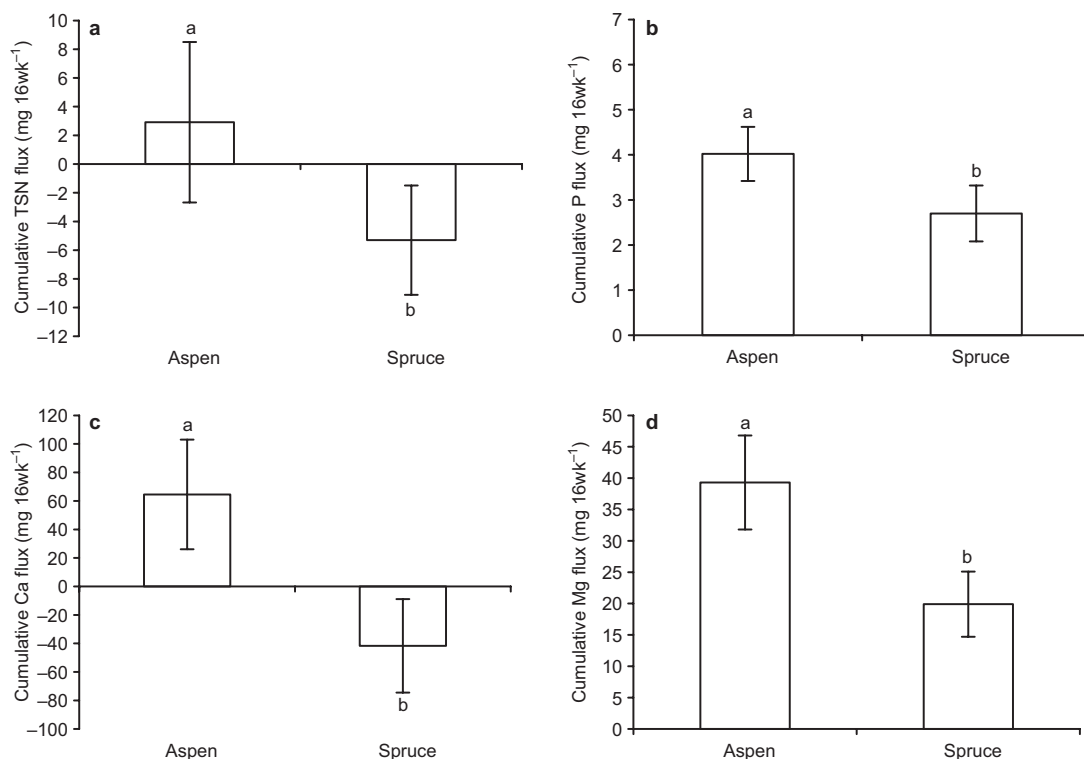 a
Cumulative TSN flux (mg 16wk⁻¹)
10
8
6
4
2
0
–2
–4
–6
–8
–10
–12
a
b
Aspen Spruce
b
Cumulative P flux (mg 16wk⁻¹)
7
6
5
4
3
2
1
0
a
b
Aspen Spruce
c
Cumulative Ca flux (mg 16wk⁻¹)
120
100
80
60
40
20
0
–20
–40
–60
–80
–100
a
b
Aspen Spruce
d
Cumulative Mg flux (mg 16wk⁻¹)
50
45
40
35
30
25
20
15
10
5
0
a
b
Aspen Spruce